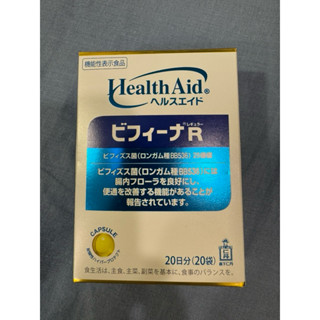 機能性表示食品
Health Aid®
ヘルスエイド
ビフィーナR
レギュラー
ビフィズス菌(ロンガム種BB536)
ビフィズス菌(ロンガム種BB536)には
腸内フローラを良好にし、
便通を改善する機能があることが
報告されています。
CAPSULE
20日分(20袋)
食生活は、主食、主菜、副菜を基本に、食事のバランスを。